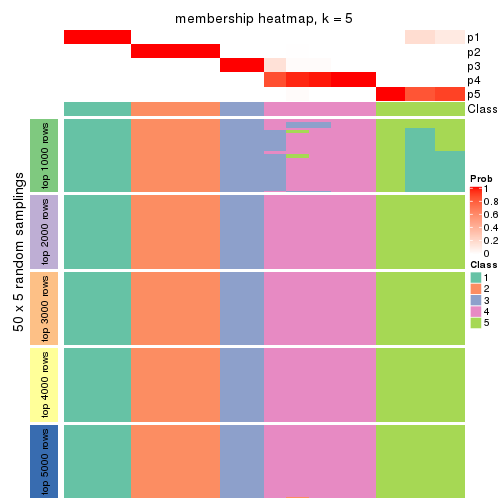 membership heatmap, k = 5
p1
p2
p3
p4
p5
Class
50 x 5 random samplings
top 1000 rows
top 2000 rows
top 3000 rows
top 4000 rows
top 5000 rows
Prob
1
0.8
0.6
0.4
0.2
0
Class
1
2
3
4
5